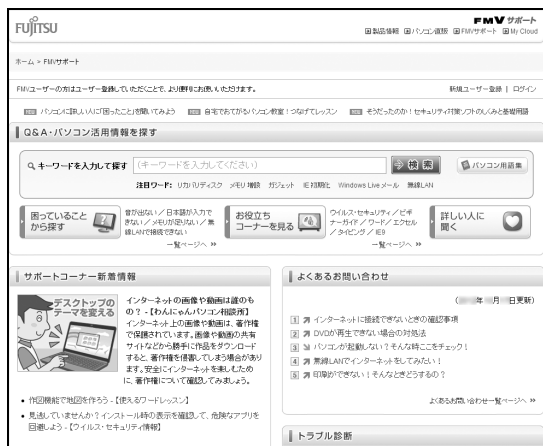 FUJITSU
FMVサポート
製品情報 パソコン直販 FMVサポート My Cloud
ホーム > FMVサポート
FMVユーザーの方はユーザー登録していただくことで、より便利にお使いいただけます。
新規ユーザー登録 | ログイン
パソコンに詳しい人に「困ったこと」を聞いてみよう
自宅でおてがるパソコン教室!つなげてレッスン
そうだったのか!セキュリティ対策ソフトのしくみと基礎用語
Q&A・パソコン活用情報を探す
キーワードを入力して探す (キーワードを入力してください) 検索 パソコン用語集
注目ワード: リカバリディスク メモリ増設 ガジェット IE初期化 Windows Liveメール 無線LAN
困っていること
から探す
音が出ない/日本語が入力で
きない/メモリが足りない/無
線LANで接続できない
一覧ページへ »
お役立ち
コーナーを見る
ウイルス・セキュリティ/ビギ
ナーガイド/ワード/エクセル
/タイピング/IE9
一覧ページへ »
詳しい人に
聞く
サポートコーナー新着情報
デスクトップの
テーマを変える
インターネットの画像や動画は誰のも
の?-【わんにゃんパソコン相談所】
インターネット上の画像や動画は、著作権
で保護されています。画像や動画の共有
サイトなどから勝手に作品をダウンロード
すると、著作権を侵害してしまう場合があり
ます。安全にインターネットを楽しむため
に、著作権について確認してみましょう。
• 作図機能で地図を作ろう -【使えるワードレッスン】
• 見逃していませんか?インストール時の表示を確認して、危険なアプリを
回避しよう -【ウイルス・セキュリティ情報】
よくあるお問い合わせ
年 月 日更新)
1 インターネットに接続できないときの確認事項
2 DVDが再生できない場合の対処法
3 パソコンが起動しない?そんな時ここをチェック!
4 無線LANでインターネットをしてみたい!
5 印刷ができない!そんなときどうするの?
よくあるお問い合わせ一覧ページへ »
トラブル診断